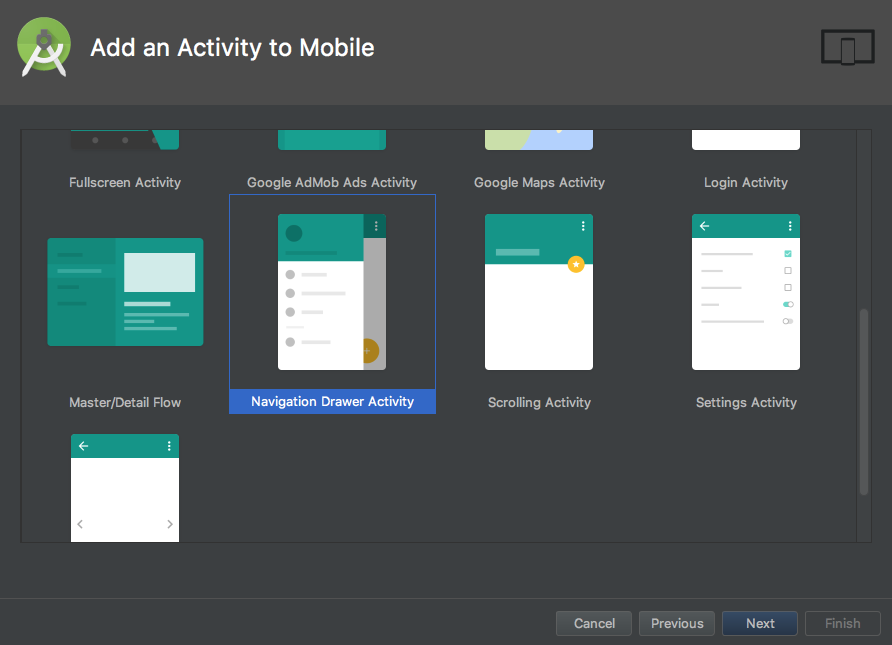 Add an Activity to Mobile
Fullscreen Activity
Google AdMob Ads Activity
Google Maps Activity
Login Activity
Master/Detail Flow
Navigation Drawer Activity
Scrolling Activity
Settings Activity
Cancel
Previous
Next
Finish